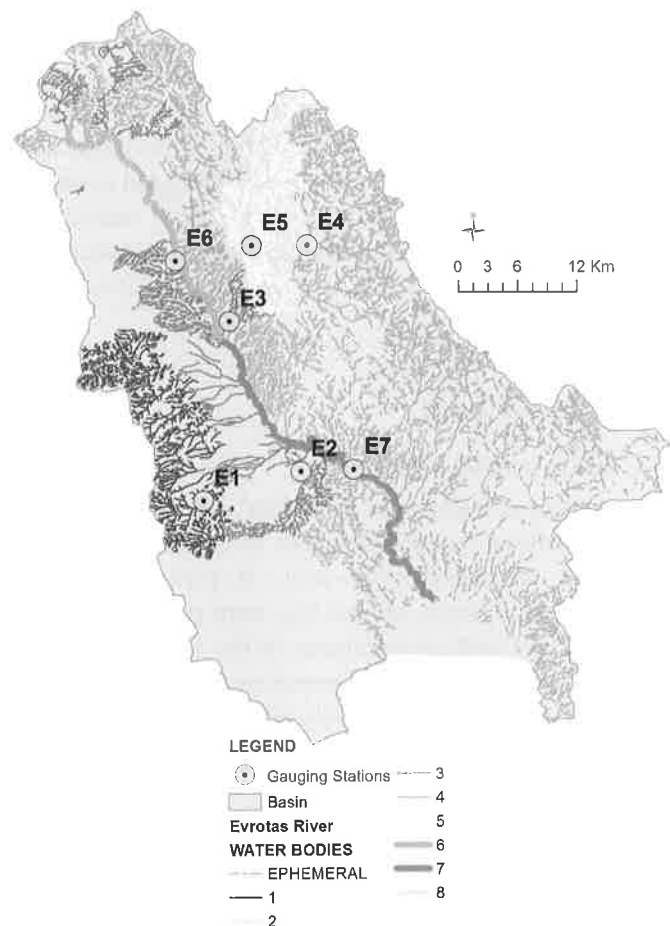 E5 E4
E6
0 3 6 12 Km
E3
E2 E7
E1
LEGEND
Gauging Stations
Basin
Evrotas River
WATER BODIES
EPHEMERAL
1
2
3
4
5
6
7
8